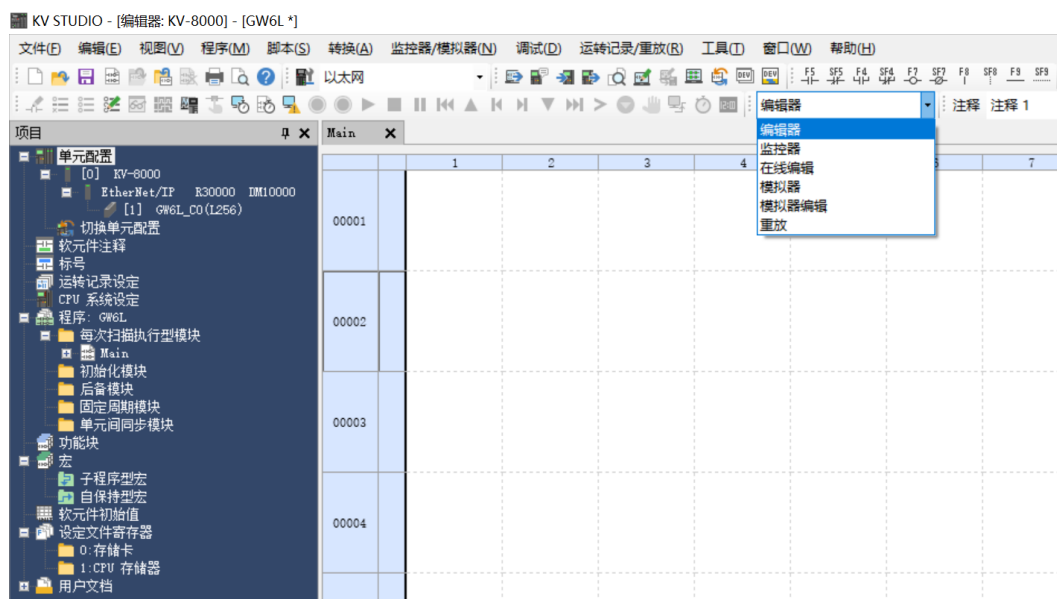 KV STUDIO - [编辑器: KV-8000] - [GW6L *]
文件(F) 编辑(E) 视图(V) 程序(M) 脚本(S) 转换(A) 监控器/模拟器(N) 调试(D) 运转记录/重放(R) 工具(T) 窗口(W) 帮助(H)
以太网 F5 SF5 F4 SF4 F7 SF7 F8 SF8 F9 SF9
编辑器 注释 注释 1
项目 Main
编辑器
监控器
在线编辑
模拟器
模拟器编辑
重放
单元配置
[0] KV-8000
EtherNet/IP R30000 DM10000
[1] GW6L_C0(L256)
切换单元配置
软元件注释
标号
运转记录设定
CPU 系统设定
程序: GW6L
每次扫描执行型模块
Main
初始化模块
后备模块
固定周期模块
单元间同步模块
功能块
宏
子程序型宏
自保持型宏
软元件初始值
设定文件寄存器
0:存储卡
1:CPU 存储器
用户文档
1 2 3 4 7
00001
00002
00003
00004